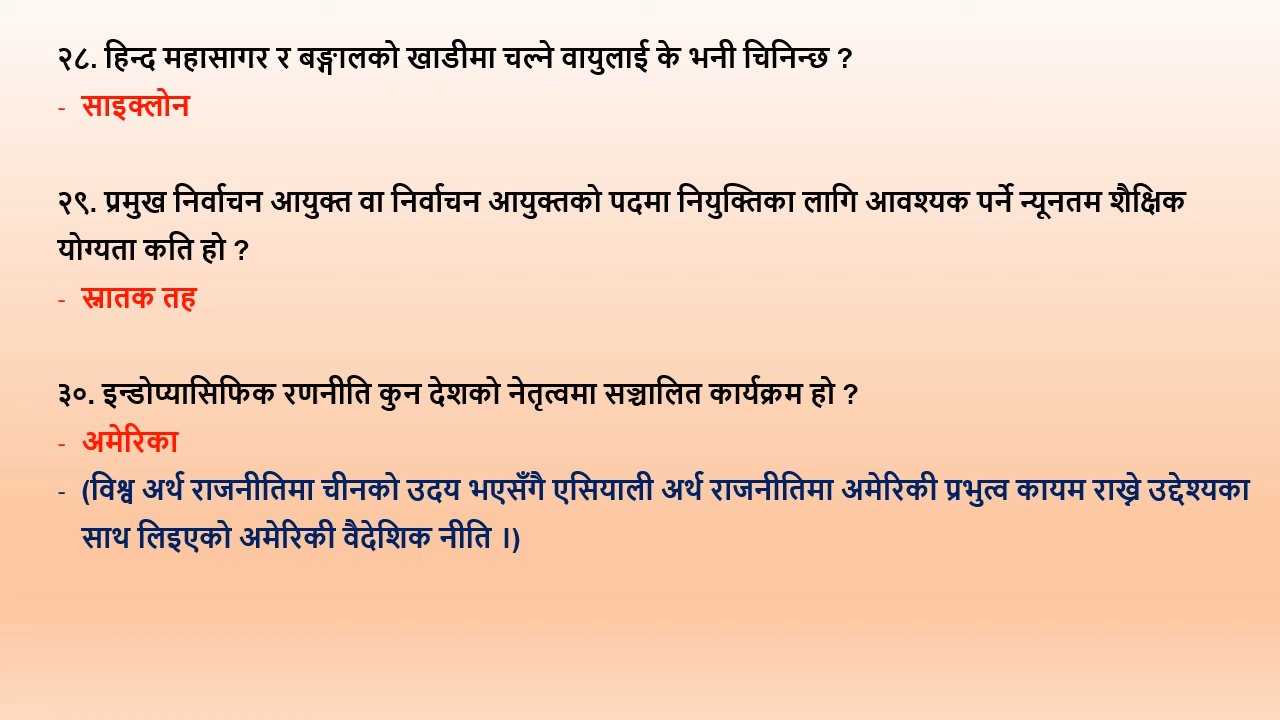 २८. हिन्द महासागर र बङ्गालको खाडीमा चल्ने वायुलाई के भनी चिनिन्छ ?
- साइक्लोन
२९. प्रमुख निर्वाचन आयुक्त वा निर्वाचन आयुक्तको पदमा नियुक्तिका लागि आवश्यक पर्ने न्यूनतम शैक्षिक
योग्यता कति हो ?
- स्नातक तह
३०. इन्डोप्यासिफिक रणनीति कुन देशको नेतृत्वमा सञ्चालित कार्यक्रम हो ?
- अमेरिका
- (विश्व अर्थ राजनीतिमा चीनको उदय भएसँगै एसियाली अर्थ राजनीतिमा अमेरिकी प्रभुत्व कायम राख्ने उद्देश्यका
साथ लिइएको अमेरिकी वैदेशिक नीति ।)